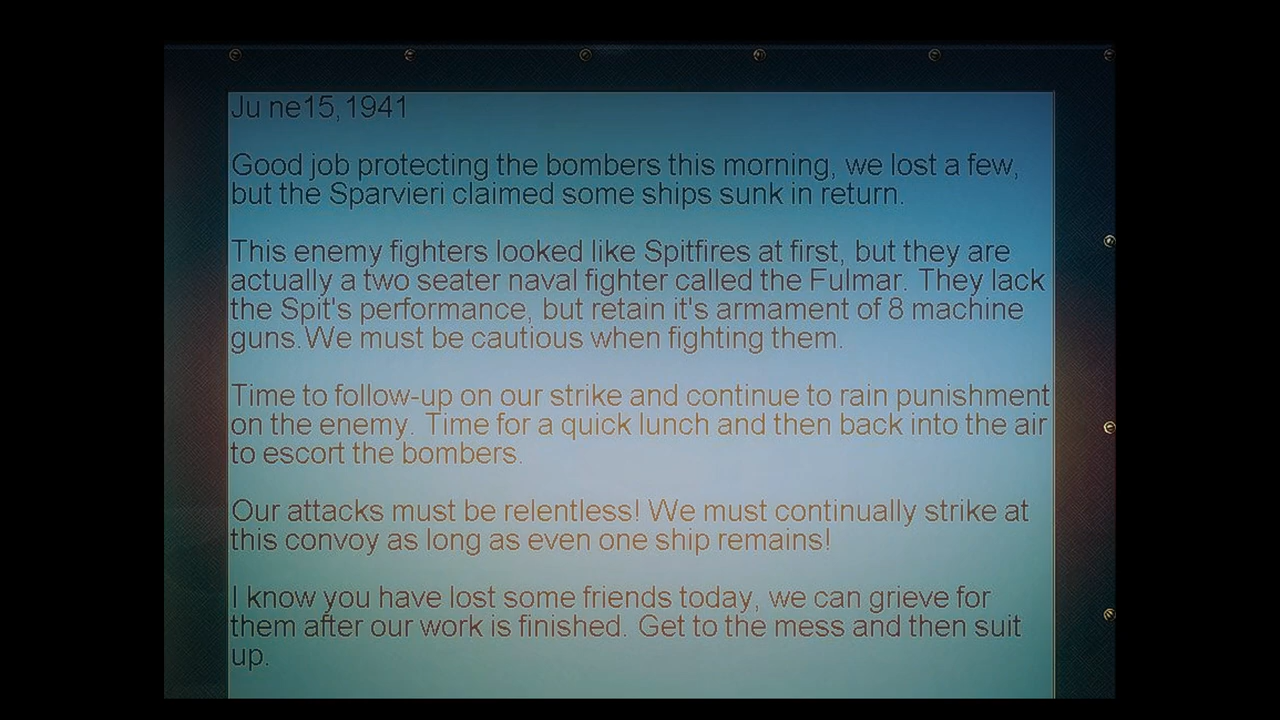 Ju ne15,1941
Good job protecting the bombers this morning, we lost a few,
but the Sparvieri claimed some ships sunk in return.
This enemy fighters looked like Spitfires at first, but they are
actually a two seater naval fighter called the Fulmar. They lack
the Spit's performance, but retain it's armament of 8 machine
guns.We must be cautious when fighting them.
Time to follow-up on our strike and continue to rain punishment
on the enemy. Time for a quick lunch and then back into the air
to escort the bombers.
Our attacks must be relentless! We must continually strike at
this convoy as long as even one ship remains!
I know you have lost some friends today, we can grieve for
them after our work is finished. Get to the mess and then suit
up.